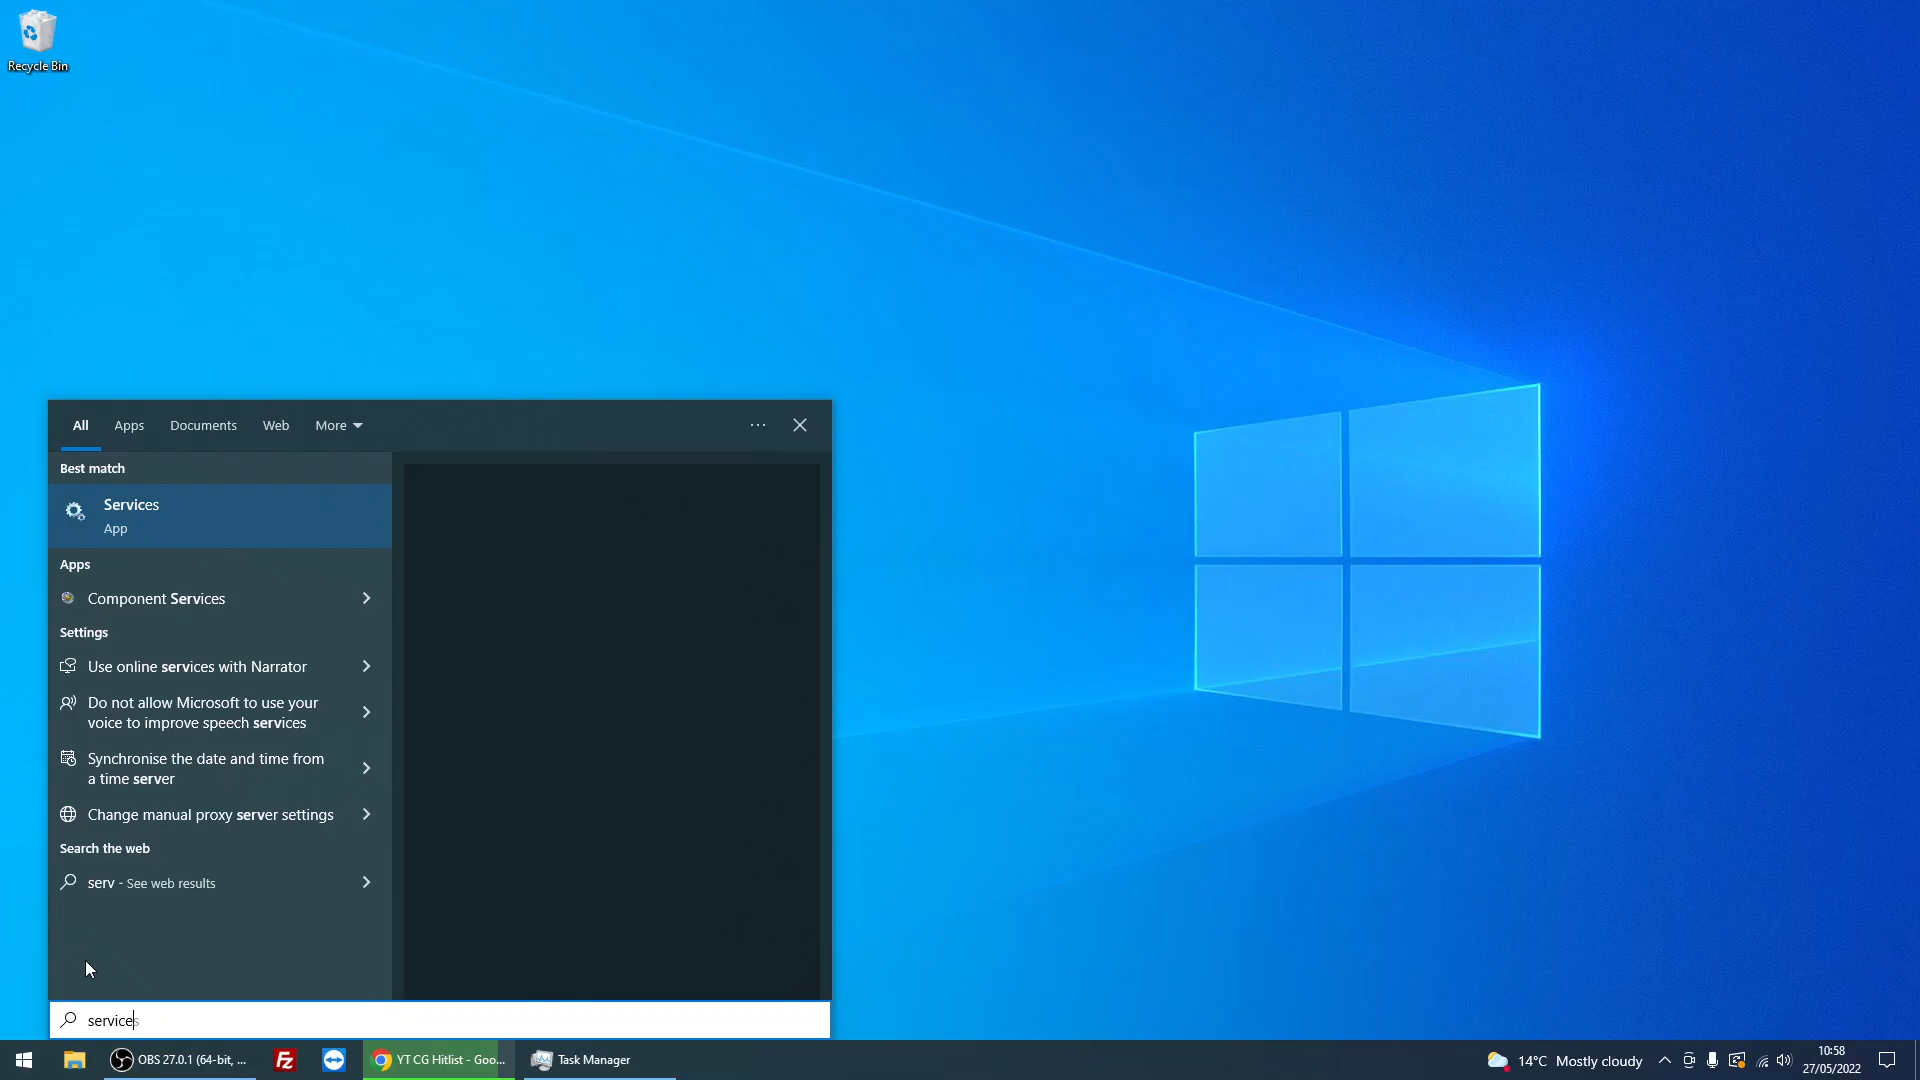 Recycle Bin
All Apps Documents Web More
Best match
Services
App
Apps
Component Services
Settings
Use online services with Narrator
Do not allow Microsoft to use your
voice to improve speech services
Synchronise the date and time from
a time server
Change manual proxy server settings
Search the web
serv - See web results
services
OBS 27.0.1 (64-bit, ... Fz YT CG Hitlist - Goo... Task Manager 14°C Mostly cloudy 10:58
27/05/2022